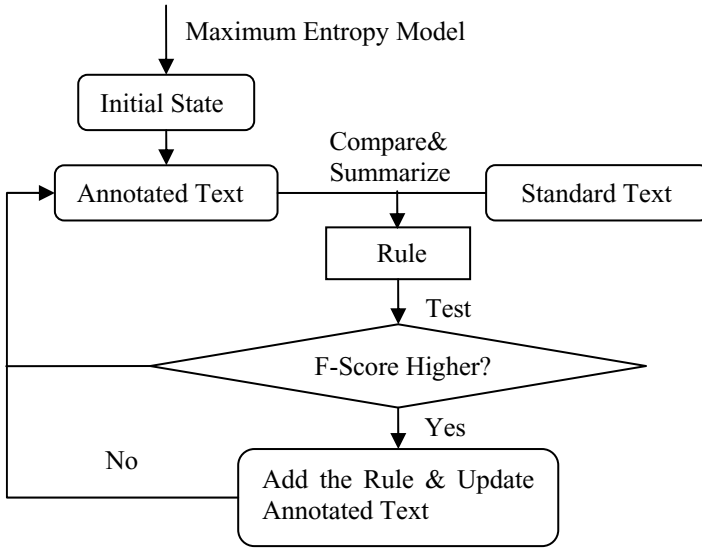 Maximum Entropy Model
Initial State
Compare&
Summarize
Annotated Text
Standard Text
Rule
Test
F-Score Higher?
Yes
No
Add the Rule & Update
Annotated Text